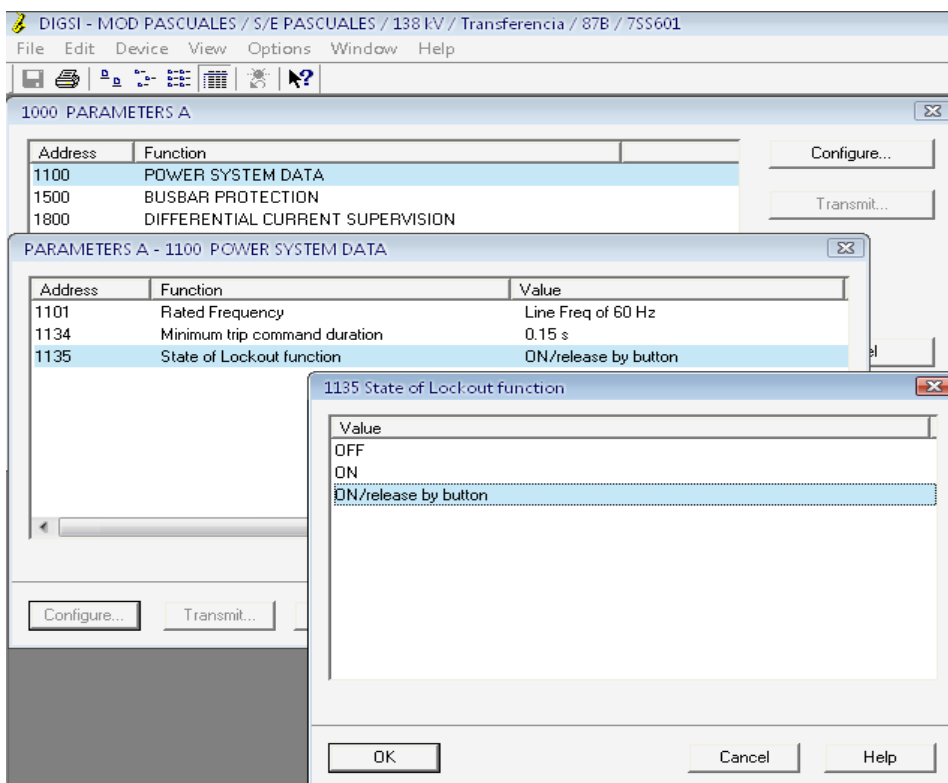 DIGSI - MOD PASCUALES / S/E PASCUALES / 138 kV / Transferencia / 87B / 7SS601
File Edit Device View Options Window Help
1000 PARAMETERS A
Address Function
1100 POWER SYSTEM DATA
1500 BUSBAR PROTECTION
1800 DIFFERENTIAL CURRENT SUPERVISION
Configure...
Transmit...
PARAMETERS A - 1100 POWER SYSTEM DATA
Address Function Value
1101 Rated Frequency Line Freq of 60 Hz
1134 Minimum trip command duration 0.15 s
1135 State of Lockout function ON/release by button
Configure... Transmit...
1135 State of Lockout function
Value
OFF
ON
ON/release by button
OK Cancel Help